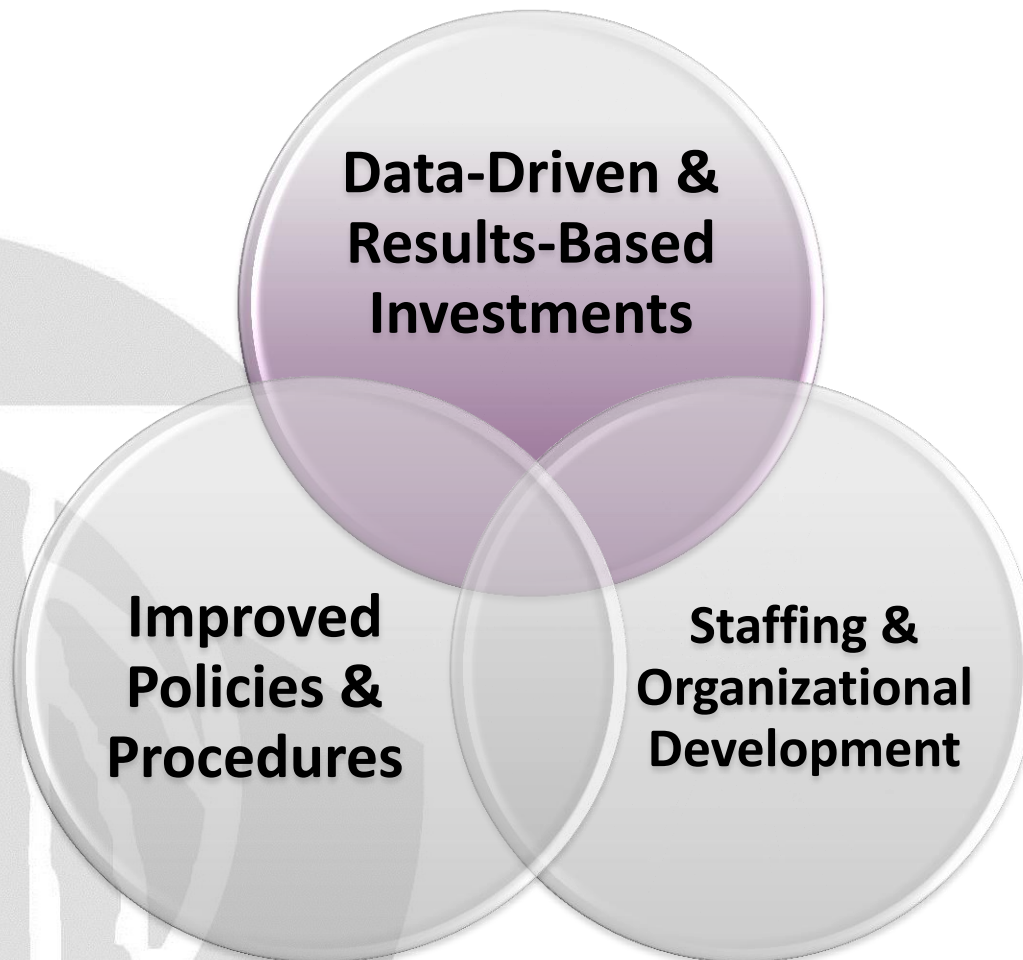 Data-Driven &
Results-Based
Investments
Improved
Policies &
Procedures
Staffing &
Organizational
Development